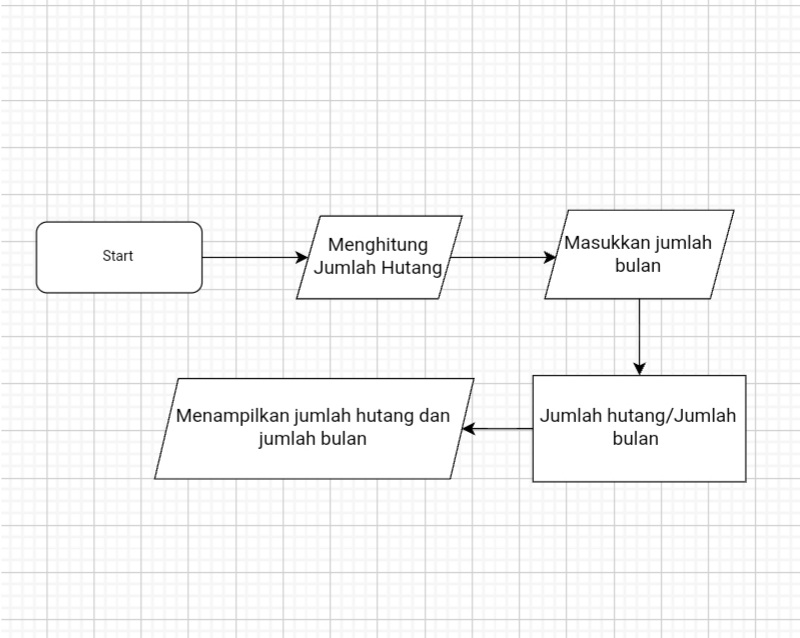 Start
Menghitung
Jumlah Hutang
Masukkan jumlah
bulan
Jumlah hutang/Jumlah
bulan
Menampilkan jumlah hutang dan
jumlah bulan